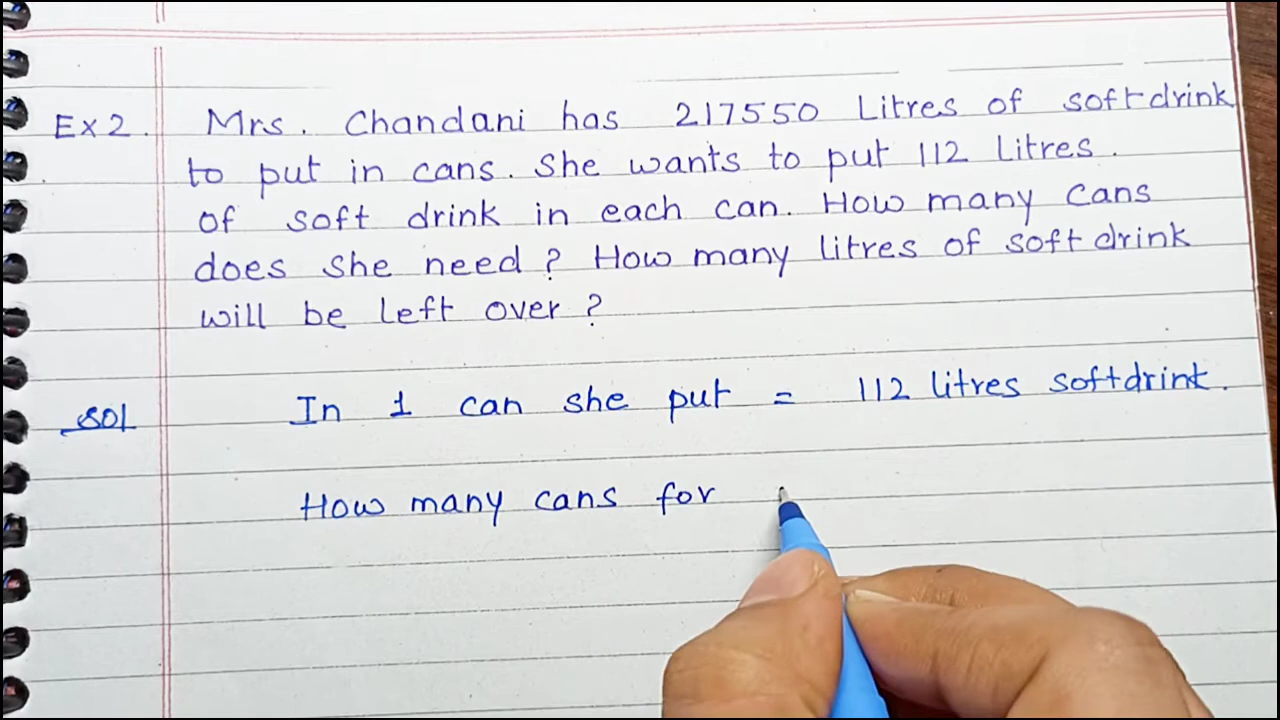 Ex 2. Mrs. Chandani has 217550 Litres of softdrink
to put in cans. She wants to put 112 Litres.
of soft drink in each can. How many cans
does she need? How many litres of soft drink
will be left over?
Sol In 1 can she put = 112 litres softdrink.
How many cans for